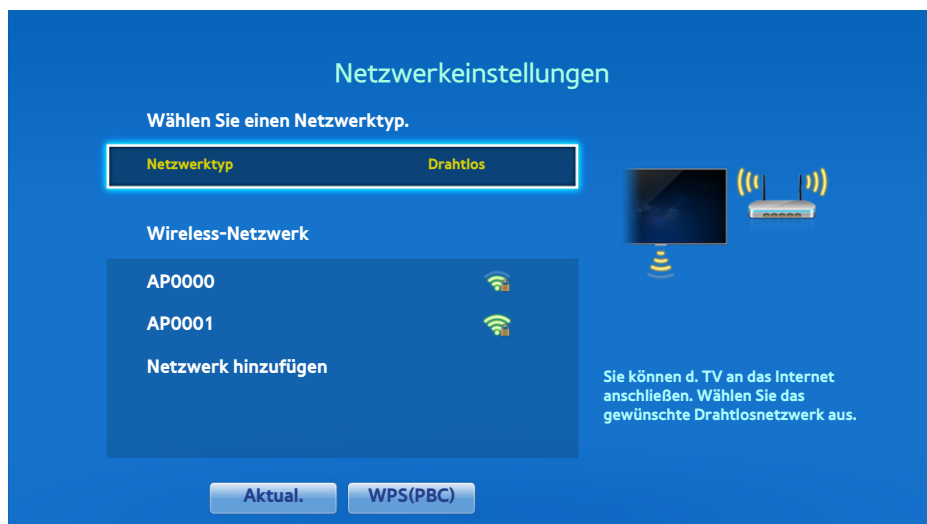 Netzwerkeinstellungen
Wählen Sie einen Netzwerktyp.
Netzwerktyp Drahtlos
Wireless-Netzwerk
AP0000
AP0001
Netzwerk hinzufügen
Sie können d. TV an das Internet
anschließen. Wählen Sie das
gewünschte Drahtlosnetzwerk aus.
Aktual. WPS(PBC)